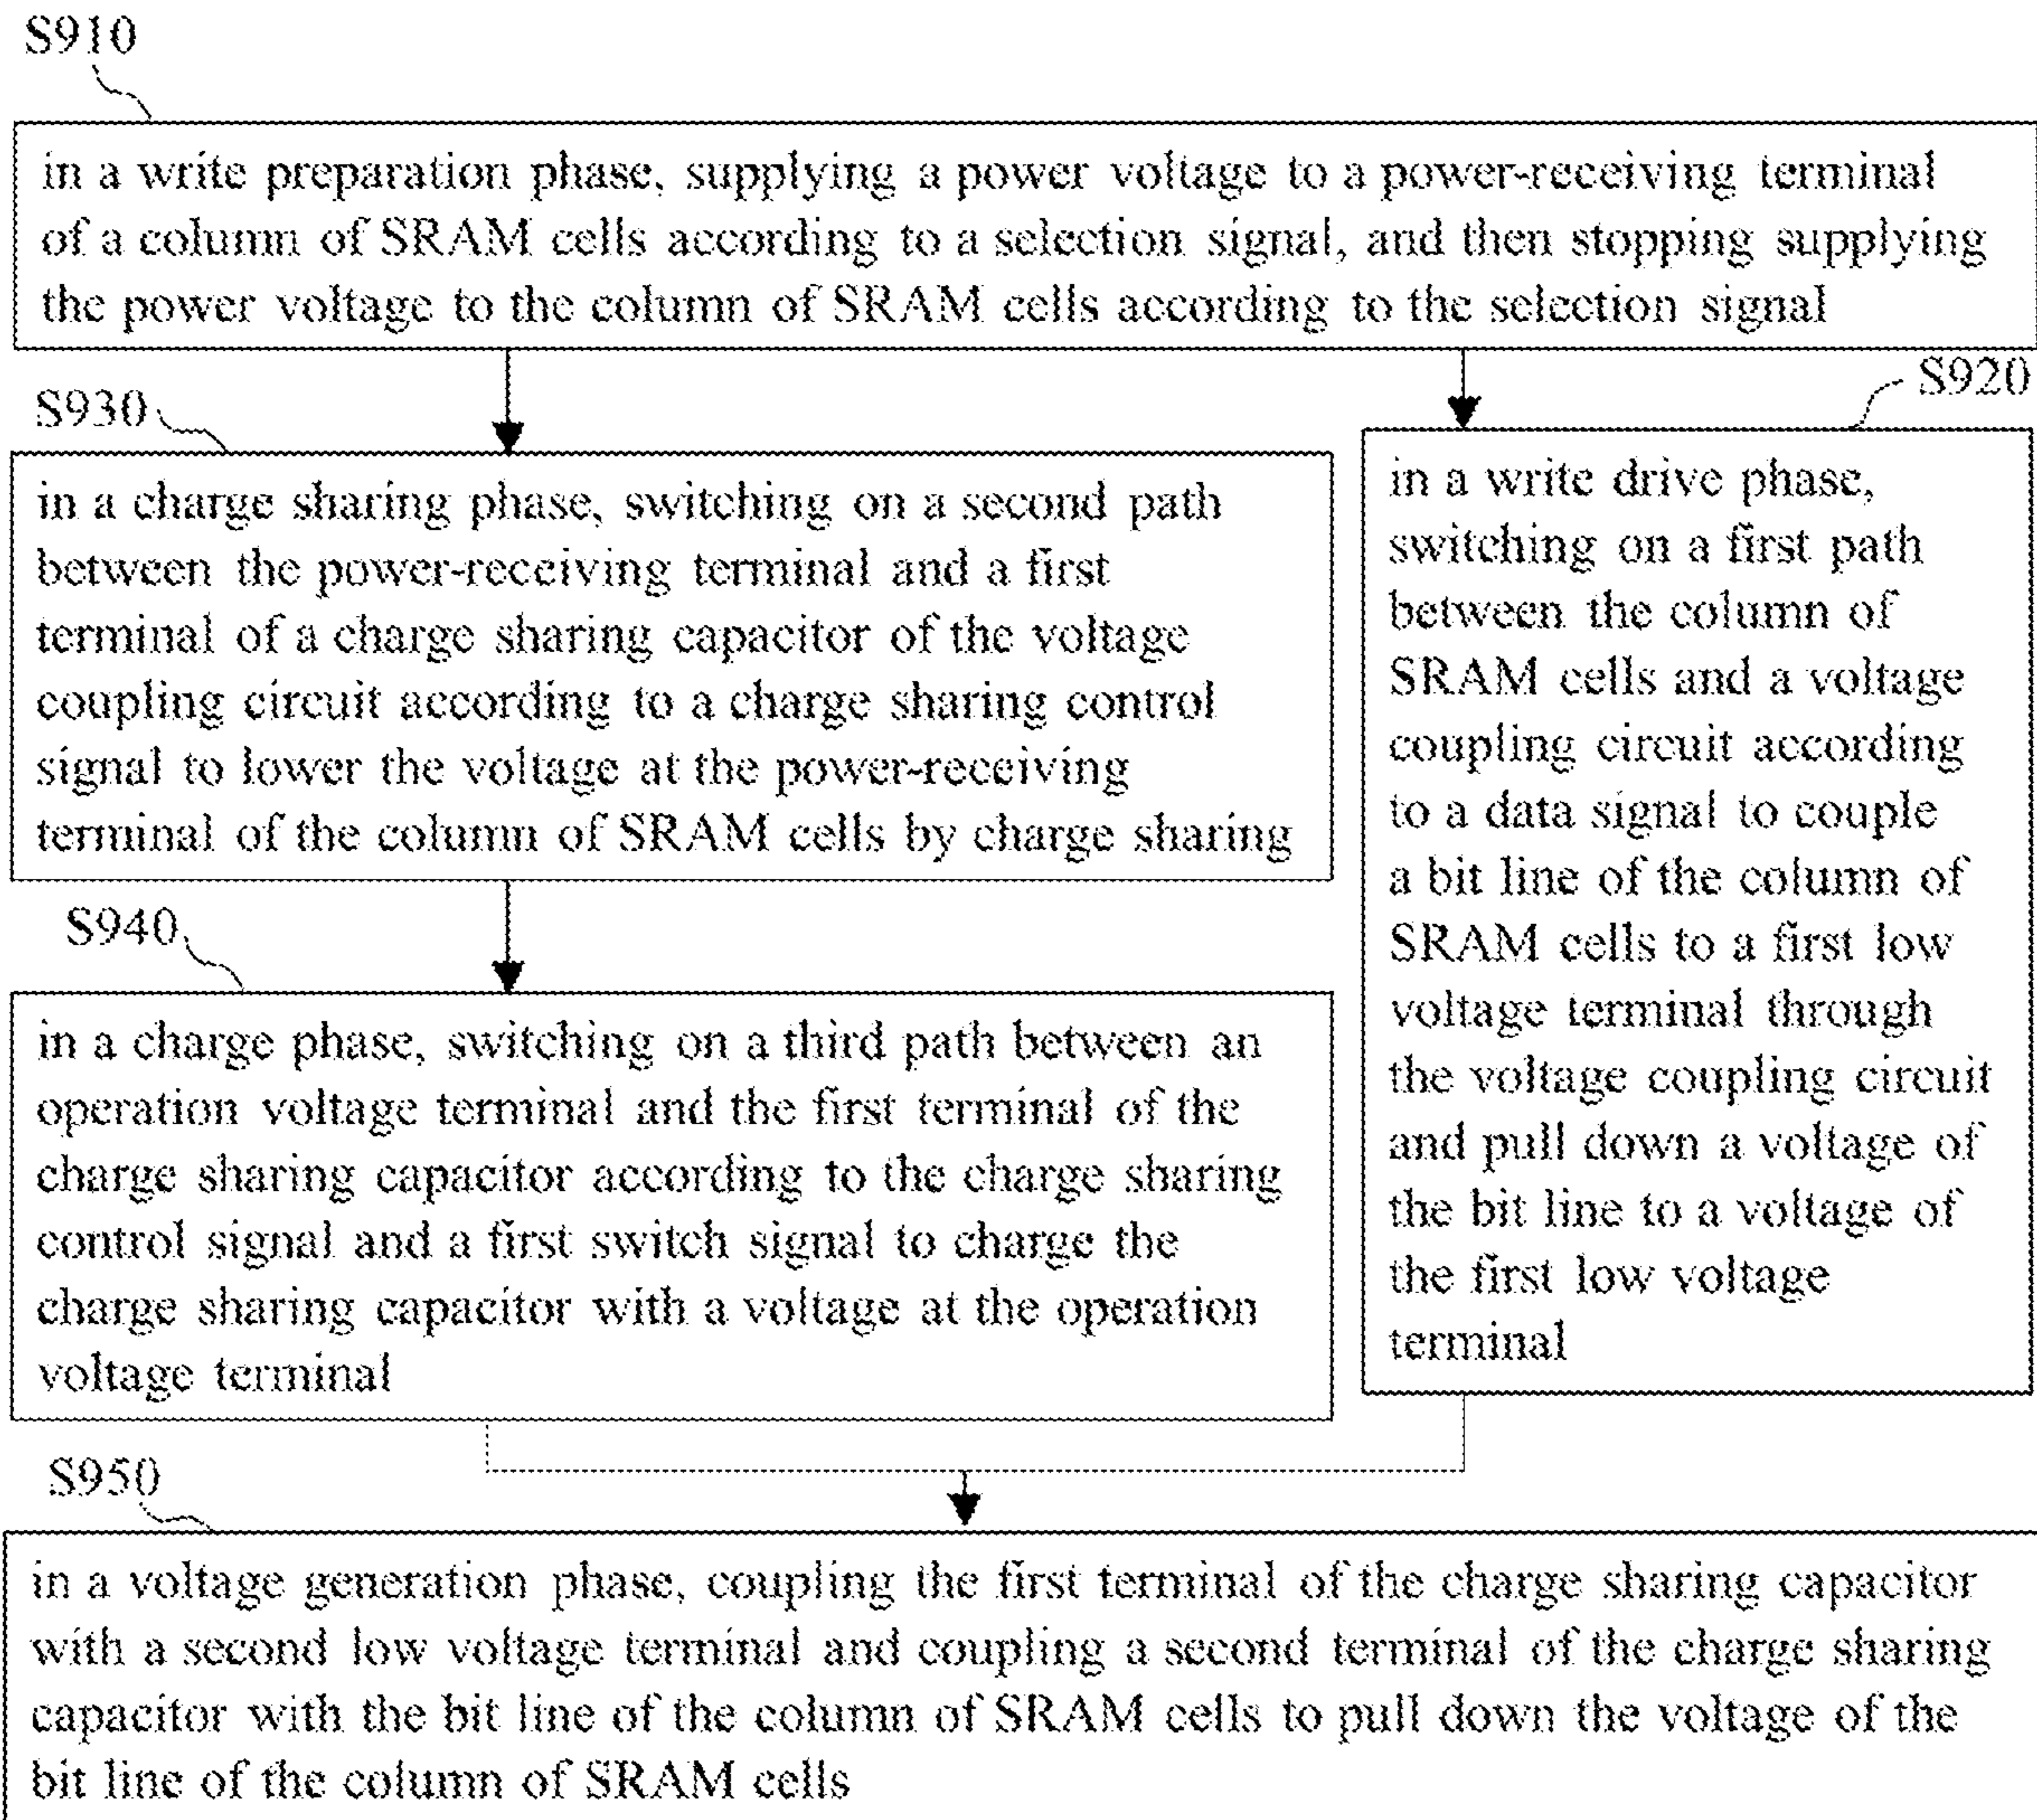 S910
in a write preparation phase, supplying a power voltage to a power-receiving terminal
of a column of SRAM cells according to a selection signal, and then stopping supplying
the power voltage to the column of SRAM cells according to the selection signal
S930
in a charge sharing phase, switching on a second path
between the power-receiving terminal and a first
terminal of a charge sharing capacitor of the voltage
coupling circuit according to a charge sharing control
signal to lower the voltage at the power-receiving
terminal of the column of SRAM cells by charge sharing
S920
in a write drive phase,
switching on a first path
between the column of
SRAM cells and a voltage
coupling circuit according
to a data signal to couple
a bit line of the column of
SRAM cells to a first low
voltage terminal through
the voltage coupling circuit
and pull down a voltage of
the bit line to a voltage of
the first low voltage
terminal
S940
in a charge phase, switching on a third path between an
operation voltage terminal and the first terminal of the
charge sharing capacitor according to the charge sharing
control signal and a first switch signal to charge the
charge sharing capacitor with a voltage at the operation
voltage terminal
S950
in a voltage generation phase, coupling the first terminal of the charge sharing capacitor
with a second low voltage terminal and coupling a second terminal of the charge sharing
capacitor with the bit line of the column of SRAM cells to pull down the voltage of the
bit line of the column of SRAM cells